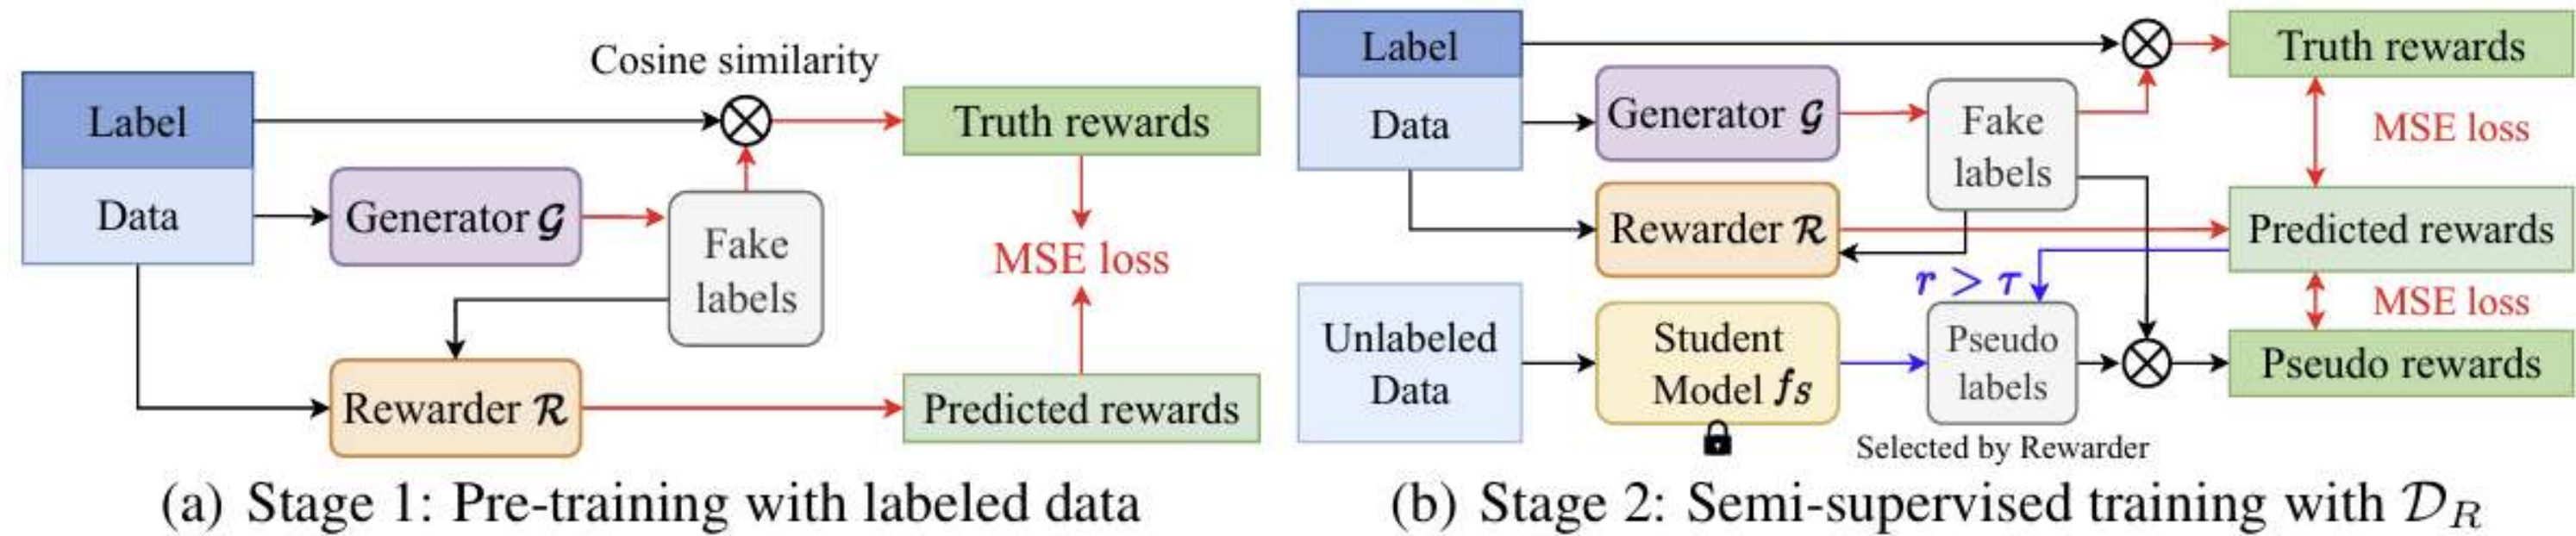 Cosine similarity
Label
Data
Generator 𝒢
Fake
labels
Rewarder ℛ
Truth rewards
MSE loss
Predicted rewards
(a) Stage 1: Pre-training with labeled data
Label
Data
Generator 𝒢
Fake
labels
Rewarder ℛ
Truth rewards
MSE loss
Predicted rewards
r > τ
MSE loss
Unlabeled
Data
Student
Model fS
Pseudo
labels
Pseudo rewards
Selected by Rewarder
(b) Stage 2: Semi-supervised training with 𝒟R